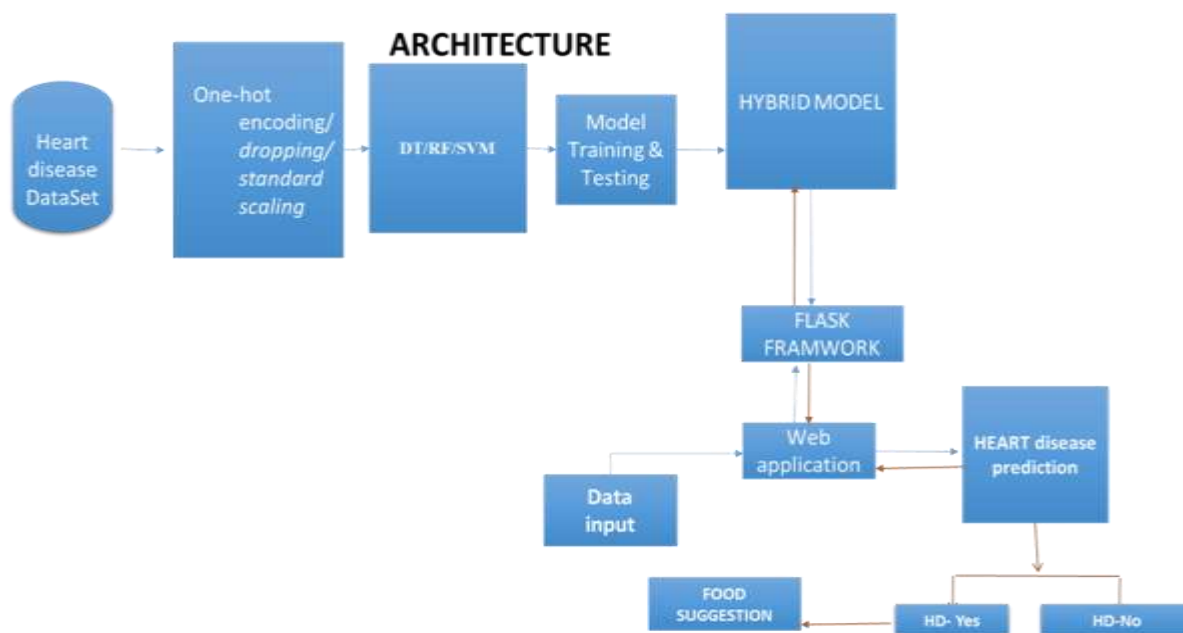 ARCHITECTURE
Heart
disease
DataSet
One-hot
encoding/
dropping/
standard
scaling
DT/RF/SVM
Model
Training &
Testing
HYBRID MODEL
FLASK
FRAMWORK
Web
application
HEART disease
prediction
Data
input
FOOD
SUGGESTION
HD- Yes
HD-No